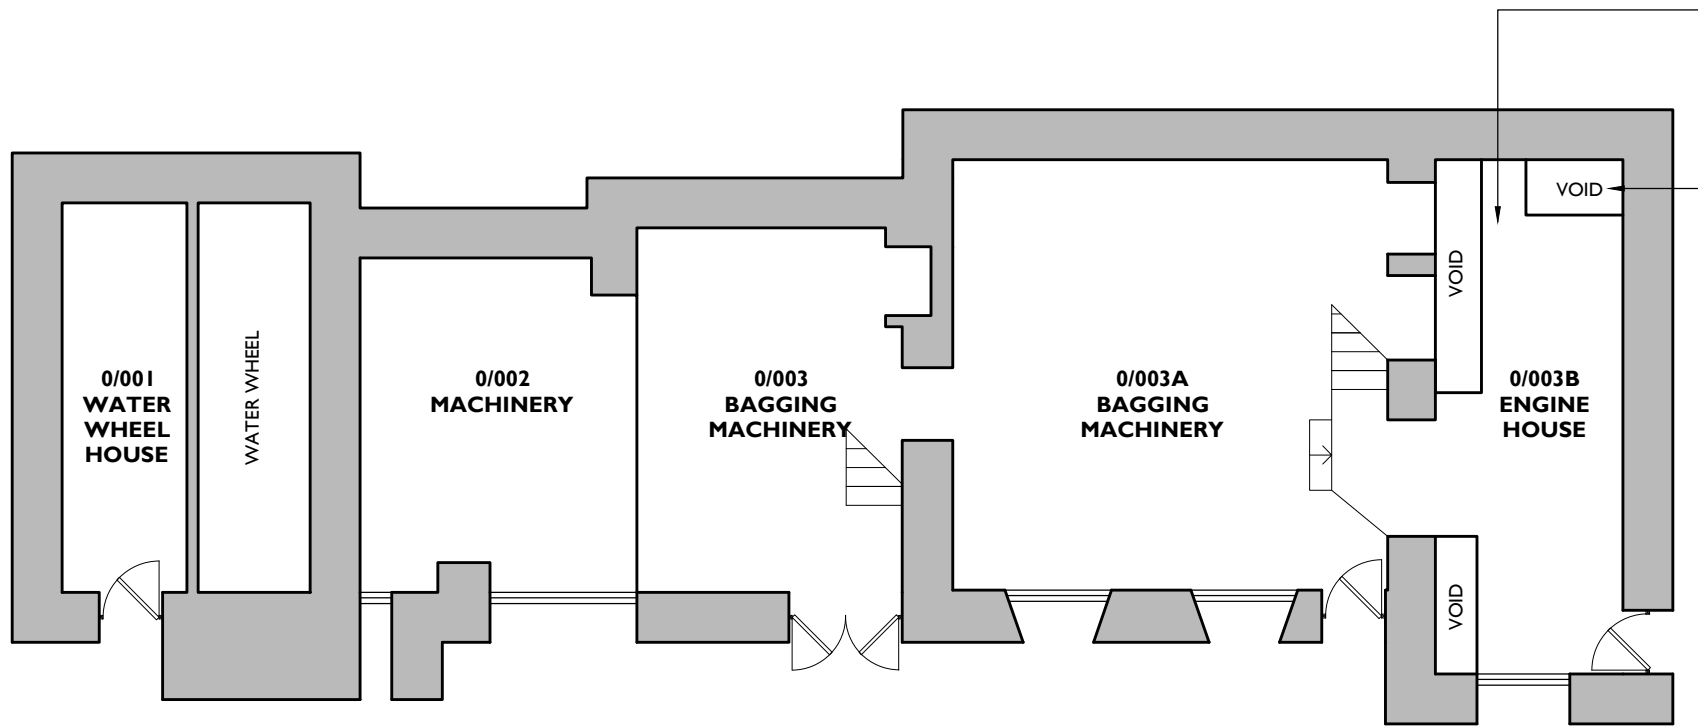 VOID
VOID
0/001
WATER
WHEEL
HOUSE
WATER WHEEL
0/002
MACHINERY
0/003
BAGGING
MACHINERY
0/003A
BAGGING
MACHINERY
0/003B
ENGINE
HOUSE
VOID